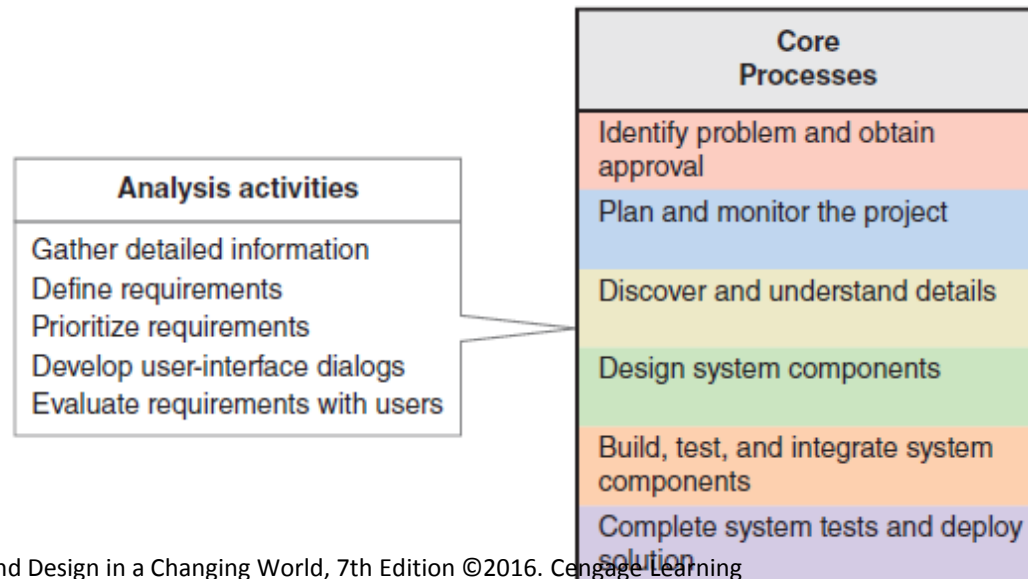 Core
Processes
Identify problem and obtain
approval
Analysis activities
Plan and monitor the project
Gather detailed information
Define requirements
Prioritize requirements
Develop user-interface dialogs
Evaluate requirements with users
Discover and understand details
Design system components
Build, test, and integrate system
components
Complete system tests and deploy
solution
nd Design in a Changing World, 7th Edition ©2016. Cengage Learning